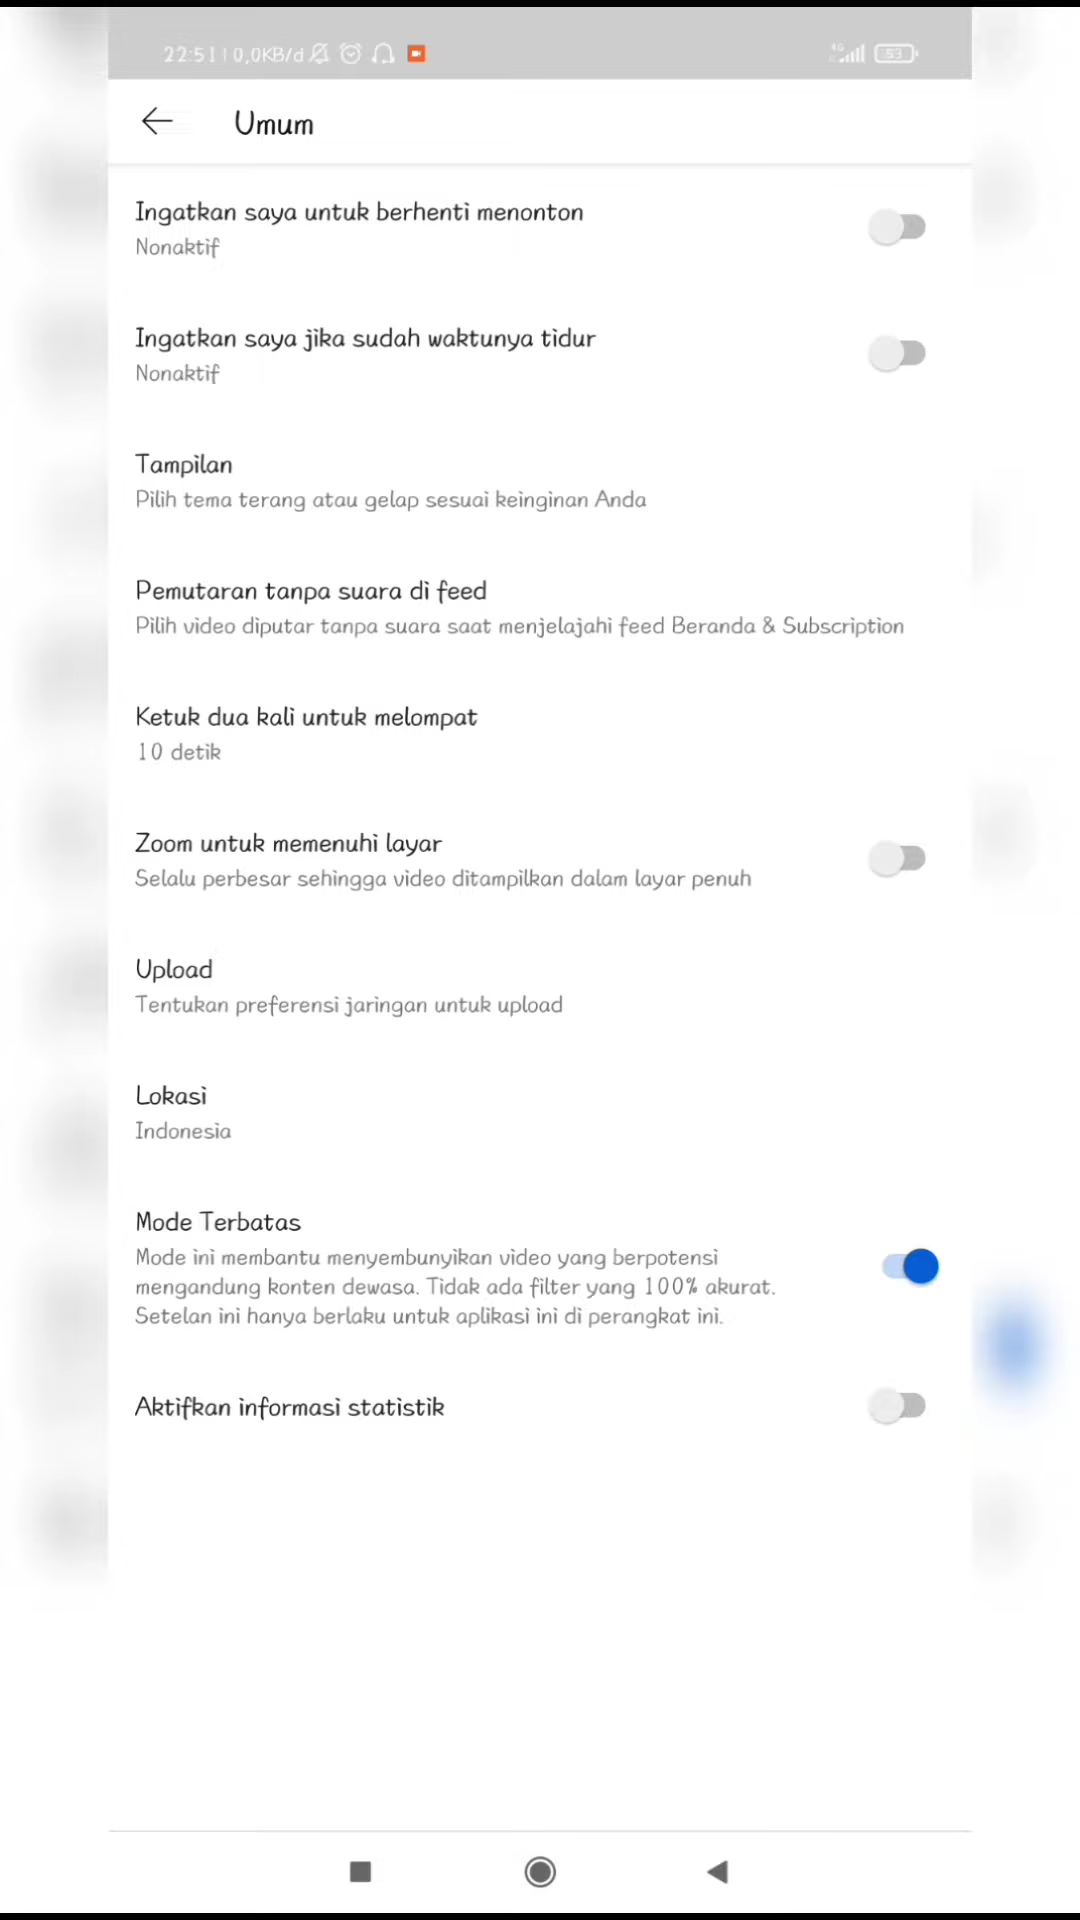 22:51 | 0,0KB/d
4G
53
Umum
Ingatkan saya untuk berhenti menonton
Nonaktif
Ingatkan saya jika sudah waktunya tidur
Nonaktif
Tampilan
Pilih tema terang atau gelap sesuai keinginan Anda
Pemutaran tanpa suara di feed
Pilih video diputar tanpa suara saat menjelajahi feed Beranda & Subscription
Ketuk dua kali untuk melompat
10 detik
Zoom untuk memenuhi layar
Selalu perbesar sehingga video ditampilkan dalam layar penuh
Upload
Tentukan preferensi jaringan untuk upload
Lokasi
Indonesia
Mode Terbatas
Mode ini membantu menyembunyikan video yang berpotensi
mengandung konten dewasa. Tidak ada filter yang 100% akurat.
Setelan ini hanya berlaku untuk aplikasi ini di perangkat ini.
Aktifkan informasi statistik